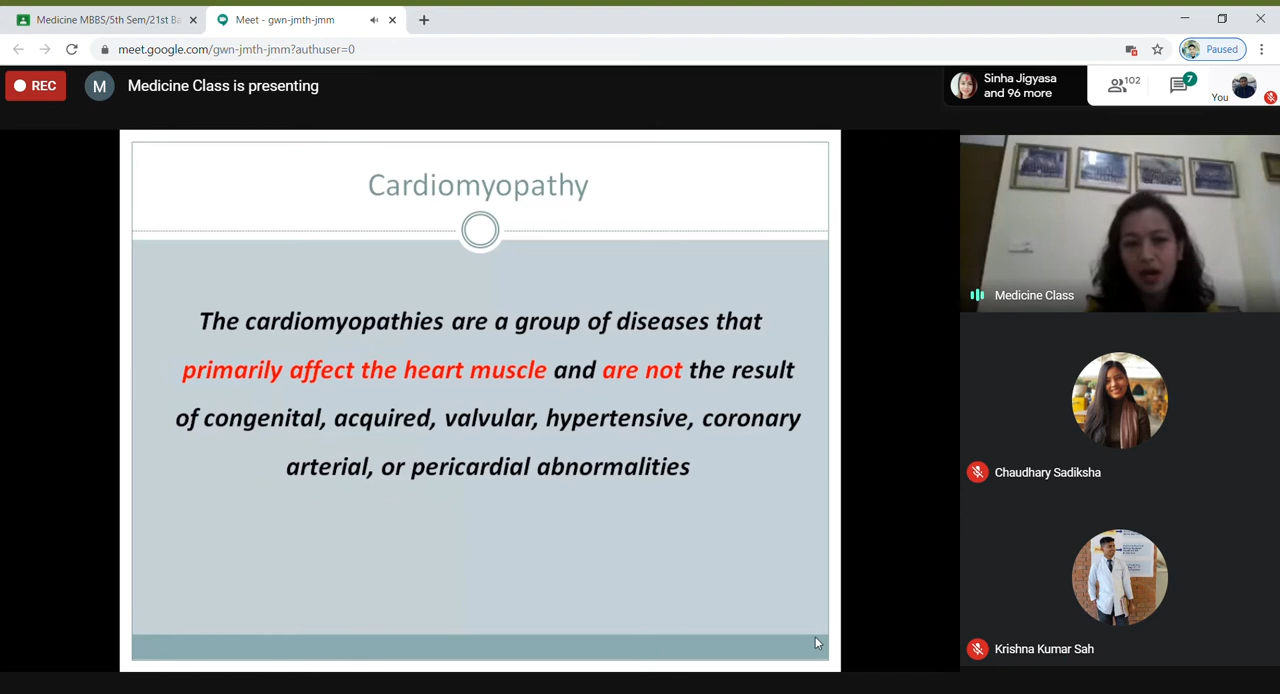 Medicine MBBS/5th Sem/21st Ba
Meet - gwn-jmth-jmm
meet.google.com/gwn-jmth-jmm?authuser=0
Paused
REC
M
Medicine Class is presenting
Sinha Jigyasa
and 96 more
102
7
You
Cardiomyopathy
The cardiomyopathies are a group of diseases that
primarily affect the heart muscle and are not the result
of congenital, acquired, valvular, hypertensive, coronary
arterial, or pericardial abnormalities
Medicine Class
Chaudhary Sadiksha
Krishna Kumar Sah